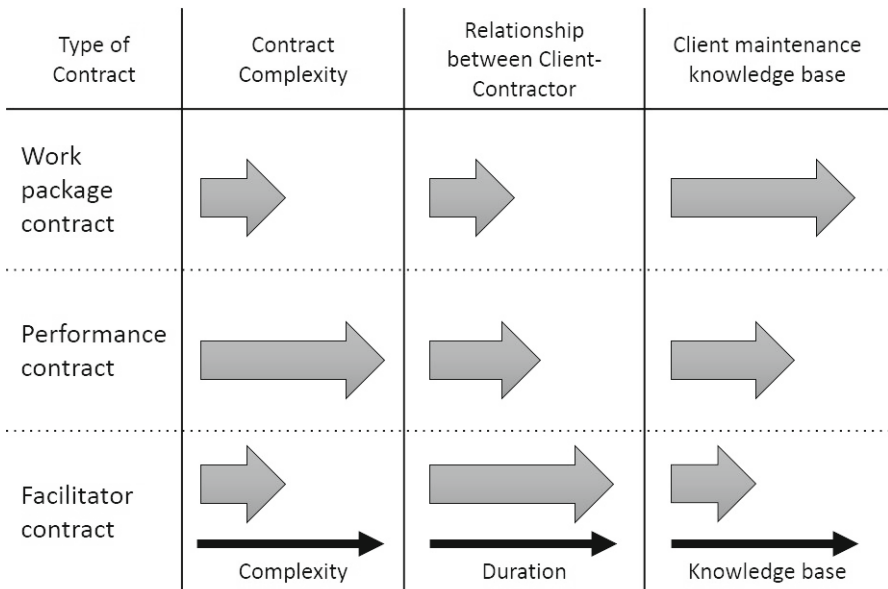 Type of
Contract
Contract
Complexity
Relationship
between Client-
Contractor
Client maintenance
knowledge base
Work
package
contract
Performance
contract
Facilitator
contract
Complexity
Duration
Knowledge base